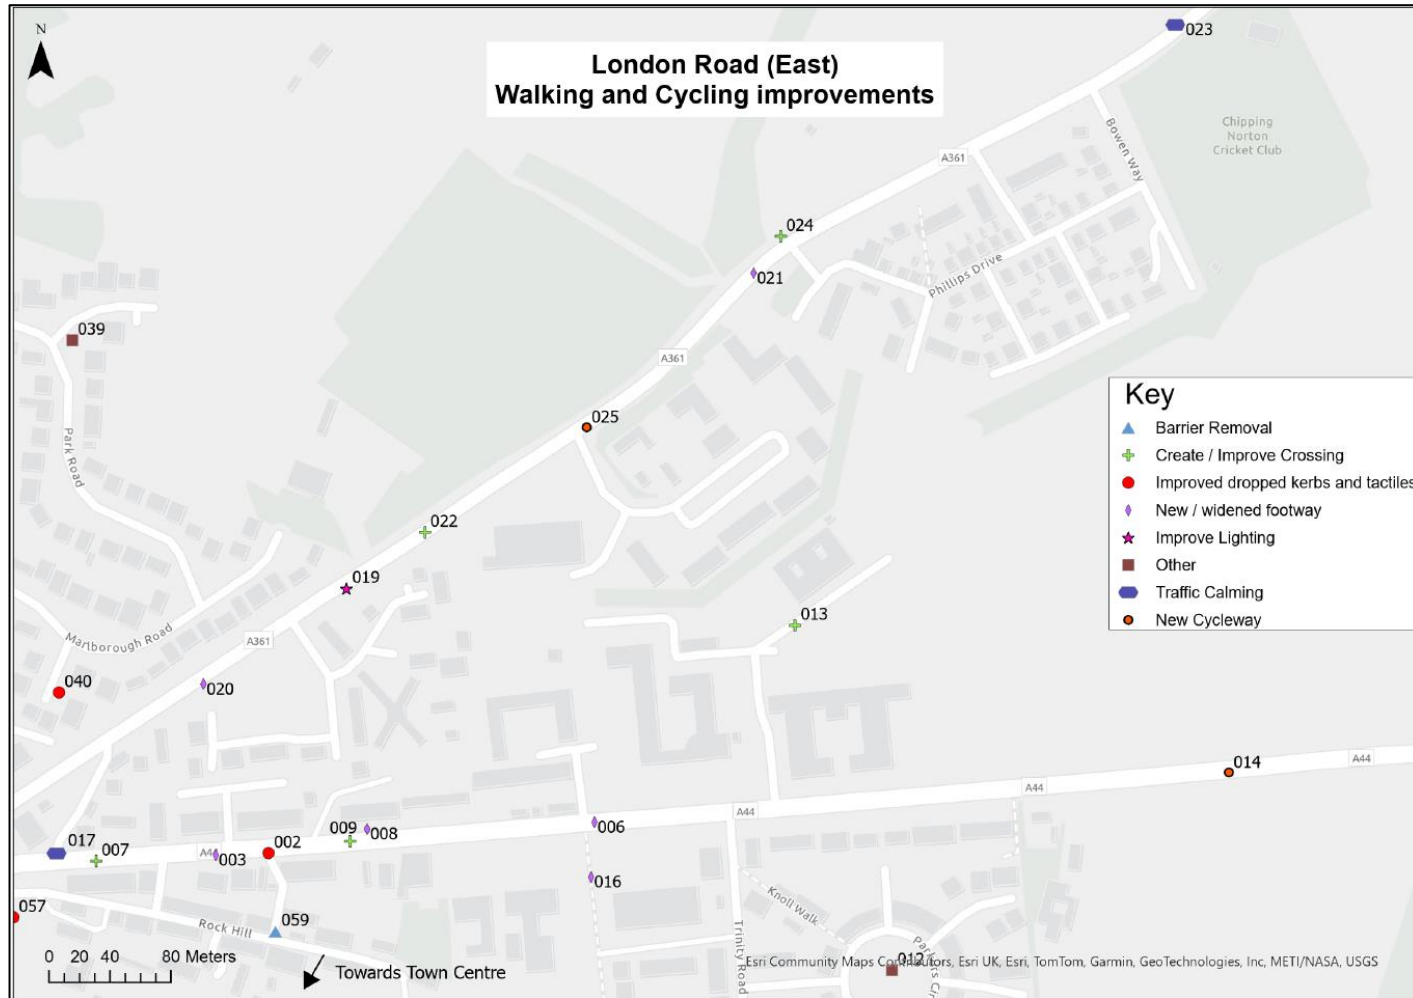 N
London Road (East)
Walking and Cycling improvements
023
Chipping
Norton
Cricket Club
Bowen Way
A361
024
021
Phillips Drive
039
A361
025
Park Road
Key
Barrier Removal
Create / Improve Crossing
Improved dropped kerbs and tactiles
New / widened footway
Improve Lighting
Other
Traffic Calming
New Cycleway
022
019
013
Marlborough Road
A361
040
020
014
A44
A44
A44
017
007
003
002
009
008
006
016
057
059
Rock Hill
Knoll Walk
Trinity Road
012
0 20 40 80 Meters
Towards Town Centre
Esri Community Maps Contributors, Esri UK, Esri, TomTom, Garmin, GeoTechnologies, Inc, METI/NASA, USGS